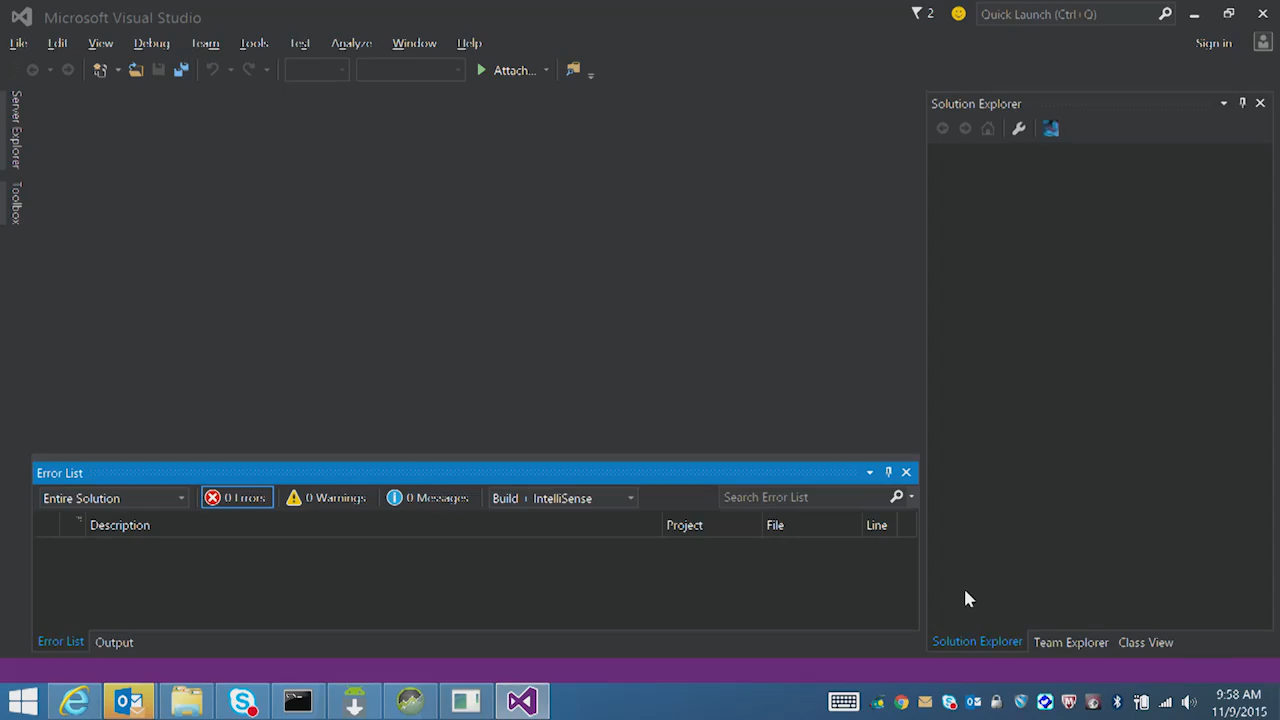 Microsoft Visual Studio
2
Quick Launch (Ctrl+Q)
File Edit View Debug Team Tools Test Analyze Window Help
Sign in
Attach...
Server Explorer
Toolbox
Solution Explorer
Error List
Entire Solution
0 Errors
0 Warnings
0 Messages
Build + IntelliSense
Search Error List
Description Project File Line
Error List Output
Solution Explorer Team Explorer Class View
9:58 AM
11/9/2015